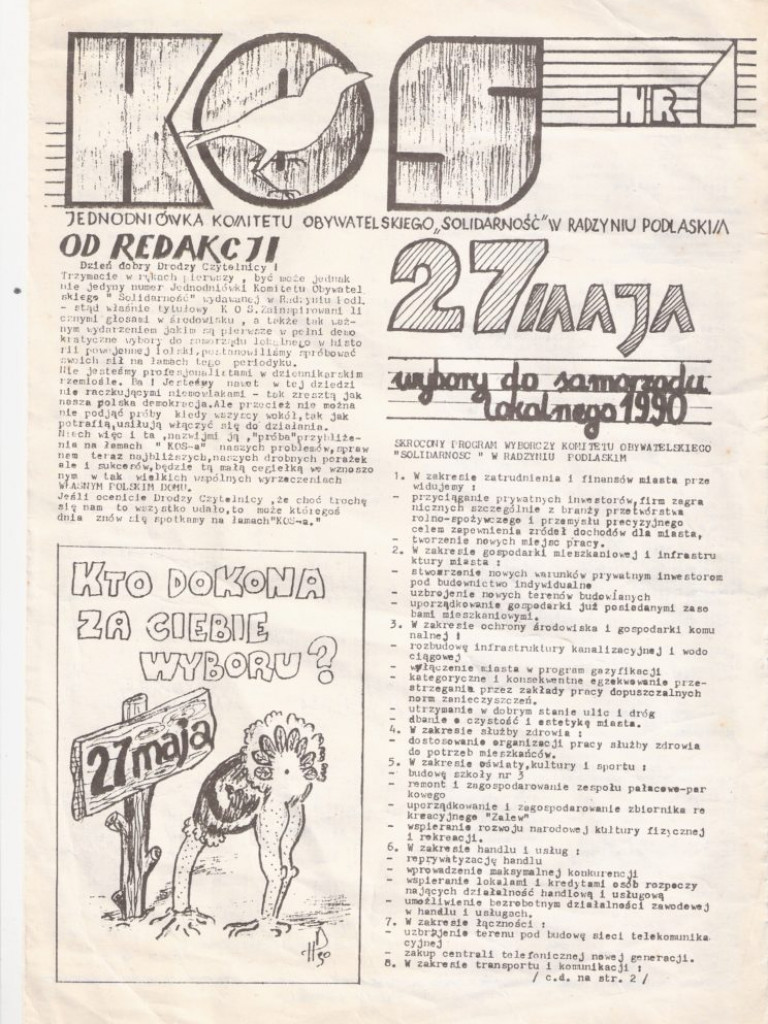 KOS
NR 1
JEDNODNIÓWKA KOMITETU OBYWATELSKIEGO „SOLIDARNOŚĆ" W RADZYNIU PODLASKIM
OD REDAKCJI
Dzień dobry Drodzy Czytelnicy !
Trzymacie w rękach pierwszy , być może jednak
nie jedyny numer Jednodniówki Komitetu Obywatel
skiego " Solidarność" wydawanej w Radzyniu Podl.
- stąd właśnie tytułowy K O S. Zainspirowani li
cznymi głosami w środowisku , a także tak waż-
nym wydarzeniem jakim są pierwsze w pełni demo
kratyczne wybory do samorządu lokalnego w histo
rii powojennej Polski,postanowiliśmy spróbować
swoich sił na łamach tego periodyku.
Nie jesteśmy profesjonalistami w dziennikarskim
rzemiośle. Ba ! Jesteśmy nawet w tej dziedzi
nie raczkującymi niemowlakami - tak zresztą jak
nasza polska demokracja.Ale przecież nie można
nie podjąć próby kiedy wszyscy wokół,tak jak
potrafią,usiłują włączyć się do działania.
Niech więc i ta ,nazwijmi ją ,"próba"przybliże-
nia na łamach " KOS-a" naszych problemów,spraw
nem teraz najbliższych,naszych drobnych porażek
ale i sukcerów,będzie tą małą cegiełką we wznoszo
nym w tak wielkich wspólnych wyrzeczeniach
WŁASNYM POLSKIM DOMU.
Jeśli ocenicie Drodzy Czytelnicy ,że choć trochę
się nam to wszystko udało,to może któregoś
dnia znów się spotkamy na łamach"KOS-a."
KTO DOKONA
ZA CIEBIE
WYBORU?
27 maja
90
27 MAJA
wybory do samorządu
lokalnego 1990
SKRÓCONY PROGRAM WYBORCZY KOMITETU OBYWATELSKIEGO
"SOLIDARNOŚĆ " W RADZYNIU PODLASKIM
1. W zakresie zatrudnienia i finansów miasta prze
widujemy :
- przyciąganie prywatnych inwestorów,firm zagra
nicznych szczególnie z branży przetwórstwa
rolno-spożywczego i przemysłu precyzyjnego
celem zapewnienia źródeł dochodów dla miasta,
- tworzenie nowych miejsc pracy.
2. W zakresie gospodarki mieszkaniowej i infrastru
ktury miasta :
- stworzenie nowych warunków prywatnym inwestorom
pod budownictwo indywidualne
- uzbrojenie nowych terenów budowlanych
- uporządkowanie gospodarki już posiadanymi zaso
bami mieszkaniowymi.
3. W zakresie ochrony środowiska i gospodarki komu
nalnej :
- rozbudowę infrastruktury kanalizacyjnej i wodo
ciągowej
- włączenie miasta w program gazyfikacji
- kategoryczne i konsekwentne egzekwowanie prze-
strzegania przez zakłady pracy dopuszczalnych
norm zanieczyszczeń.
- utrzymanie w dobrym stanie ulic i dróg
- dbanie o czystość i estetykę miasta.
4. W zakresie służby zdrowia :
- dostosowanie organizacji pracy służby zdrowia
do potrzeb mieszkańców.
5. W zakresie oświaty,kultury i sportu :
- budowę szkoły nr 3
- remont i zagospodarowanie zespołu pałacowo-par
kowego
- uporządkowanie i zagospodarowanie zbiornika re
kreacyjnego "Zalew"
- wspieranie rozwoju narodowej kultury fizycznej
i rekreacji.
6. W zakresie handlu i usług :
- reprywatyzację handlu
- wprowadzenie maksymalnej konkurencji
- wspieranie lokalami i kredytami osób rozpoczy
nających działalność handlową i usługową
- umożliwienie bezrobotnym działalności zawodowej
w handlu i usługach.
7. W zakresie łączności :
- uzbrojenie terenu pod budowę sieci telekomunika
cyjnej
- zakup centrali telefonicznej nowej generacji.
8. W zakresie transportu i komunikacji :
/ c.d. na str. 2 /